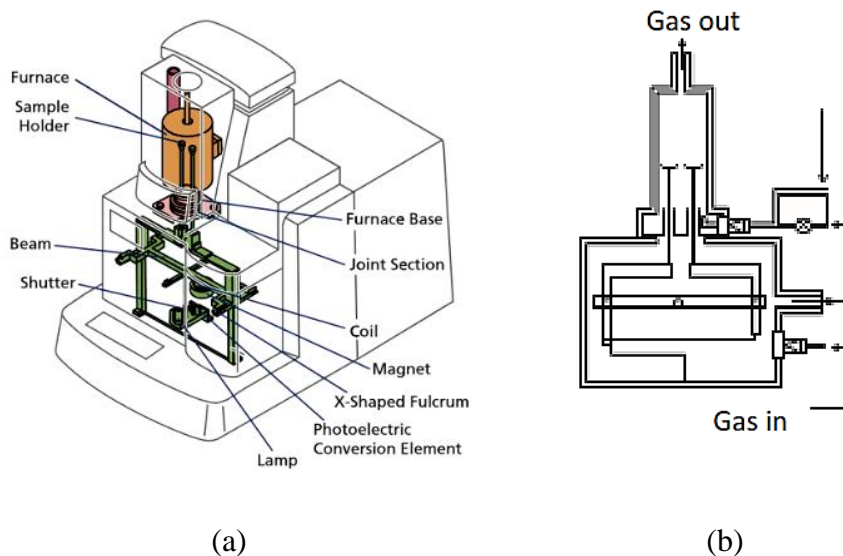 Gas out
Furnace
Sample
Holder
Furnace Base
Beam
Joint Section
Shutter
Coil
Magnet
X-Shaped Fulcrum
Photoelectric
Conversion Element
Lamp
Gas in
(a)
(b)